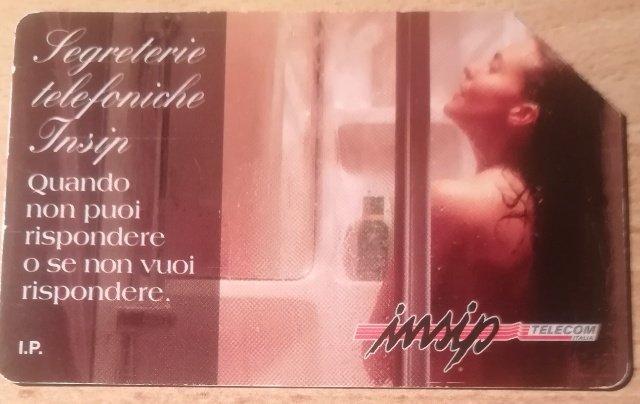 Segreterie
telefoniche
Insip
Quando
non puoi
rispondere
o se non vuoi
rispondere.
I.P.
insip
TELECOM
ITALIA